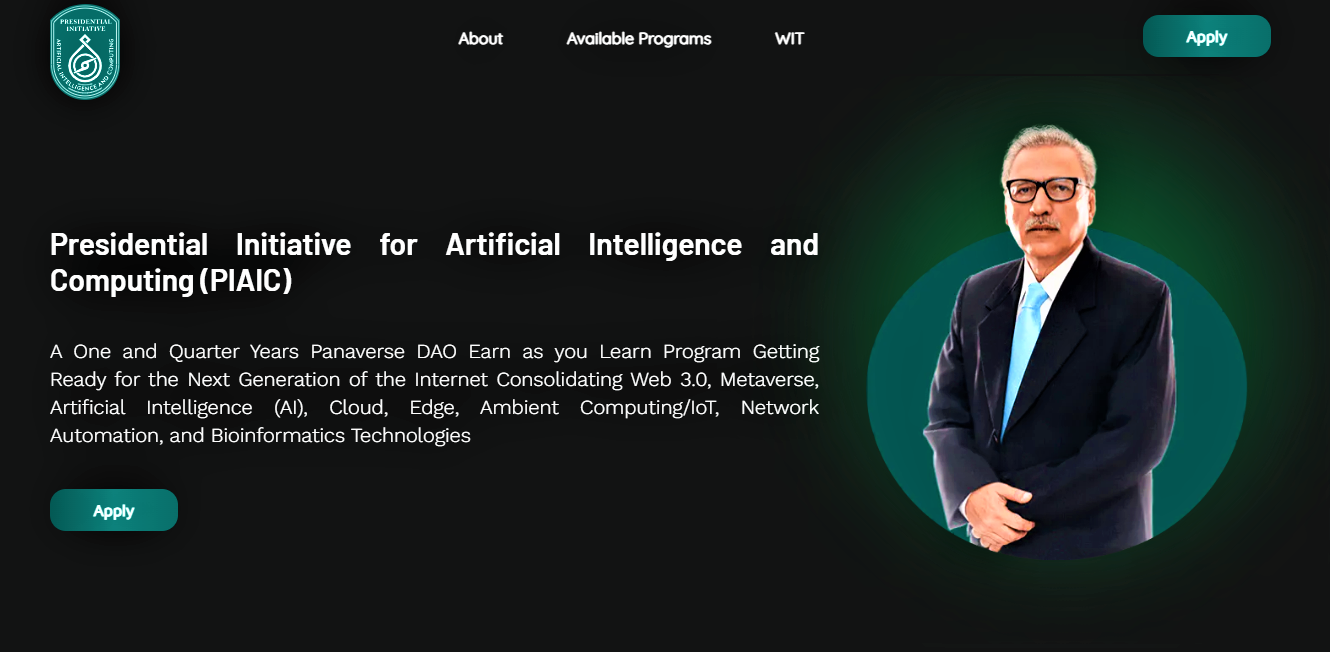 PRESIDENTIAL
INITIATIVE
ARTIFICIAL INTELLIGENCE AND COMPUTING
About
Available Programs
WIT
Apply
Presidential Initiative for Artificial Intelligence and
Computing (PIAIC)
A One and Quarter Years Panaverse DAO Earn as you Learn Program Getting
Ready for the Next Generation of the Internet Consolidating Web 3.0, Metaverse,
Artificial Intelligence (AI), Cloud, Edge, Ambient Computing/IoT, Network
Automation, and Bioinformatics Technologies
Apply